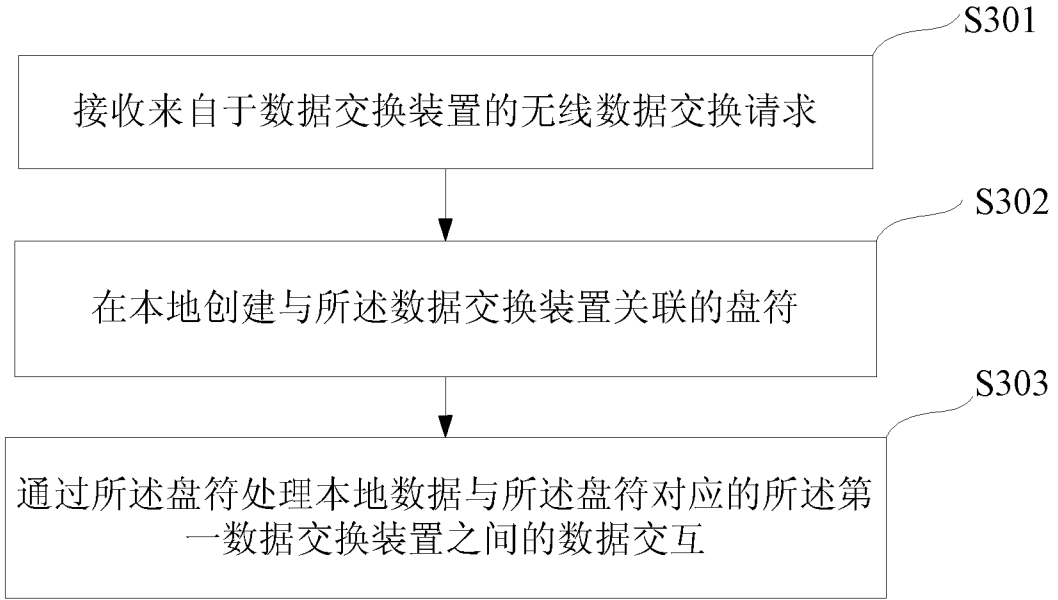 S301
接收来自于数据交换装置的无线数据交换请求
S302
在本地创建与所述数据交换装置关联的盘符
S303
通过所述盘符处理本地数据与所述盘符对应的所述第
一数据交换装置之间的数据交互